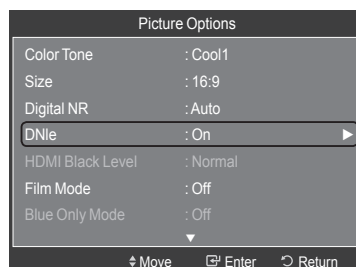 Picture Options
Color Tone : Cool1
Size : 16:9
Digital NR : Auto
DNIe : On
HDMI Black Level : Normal
Film Mode : Off
Blue Only Mode : Off
Move Enter Return